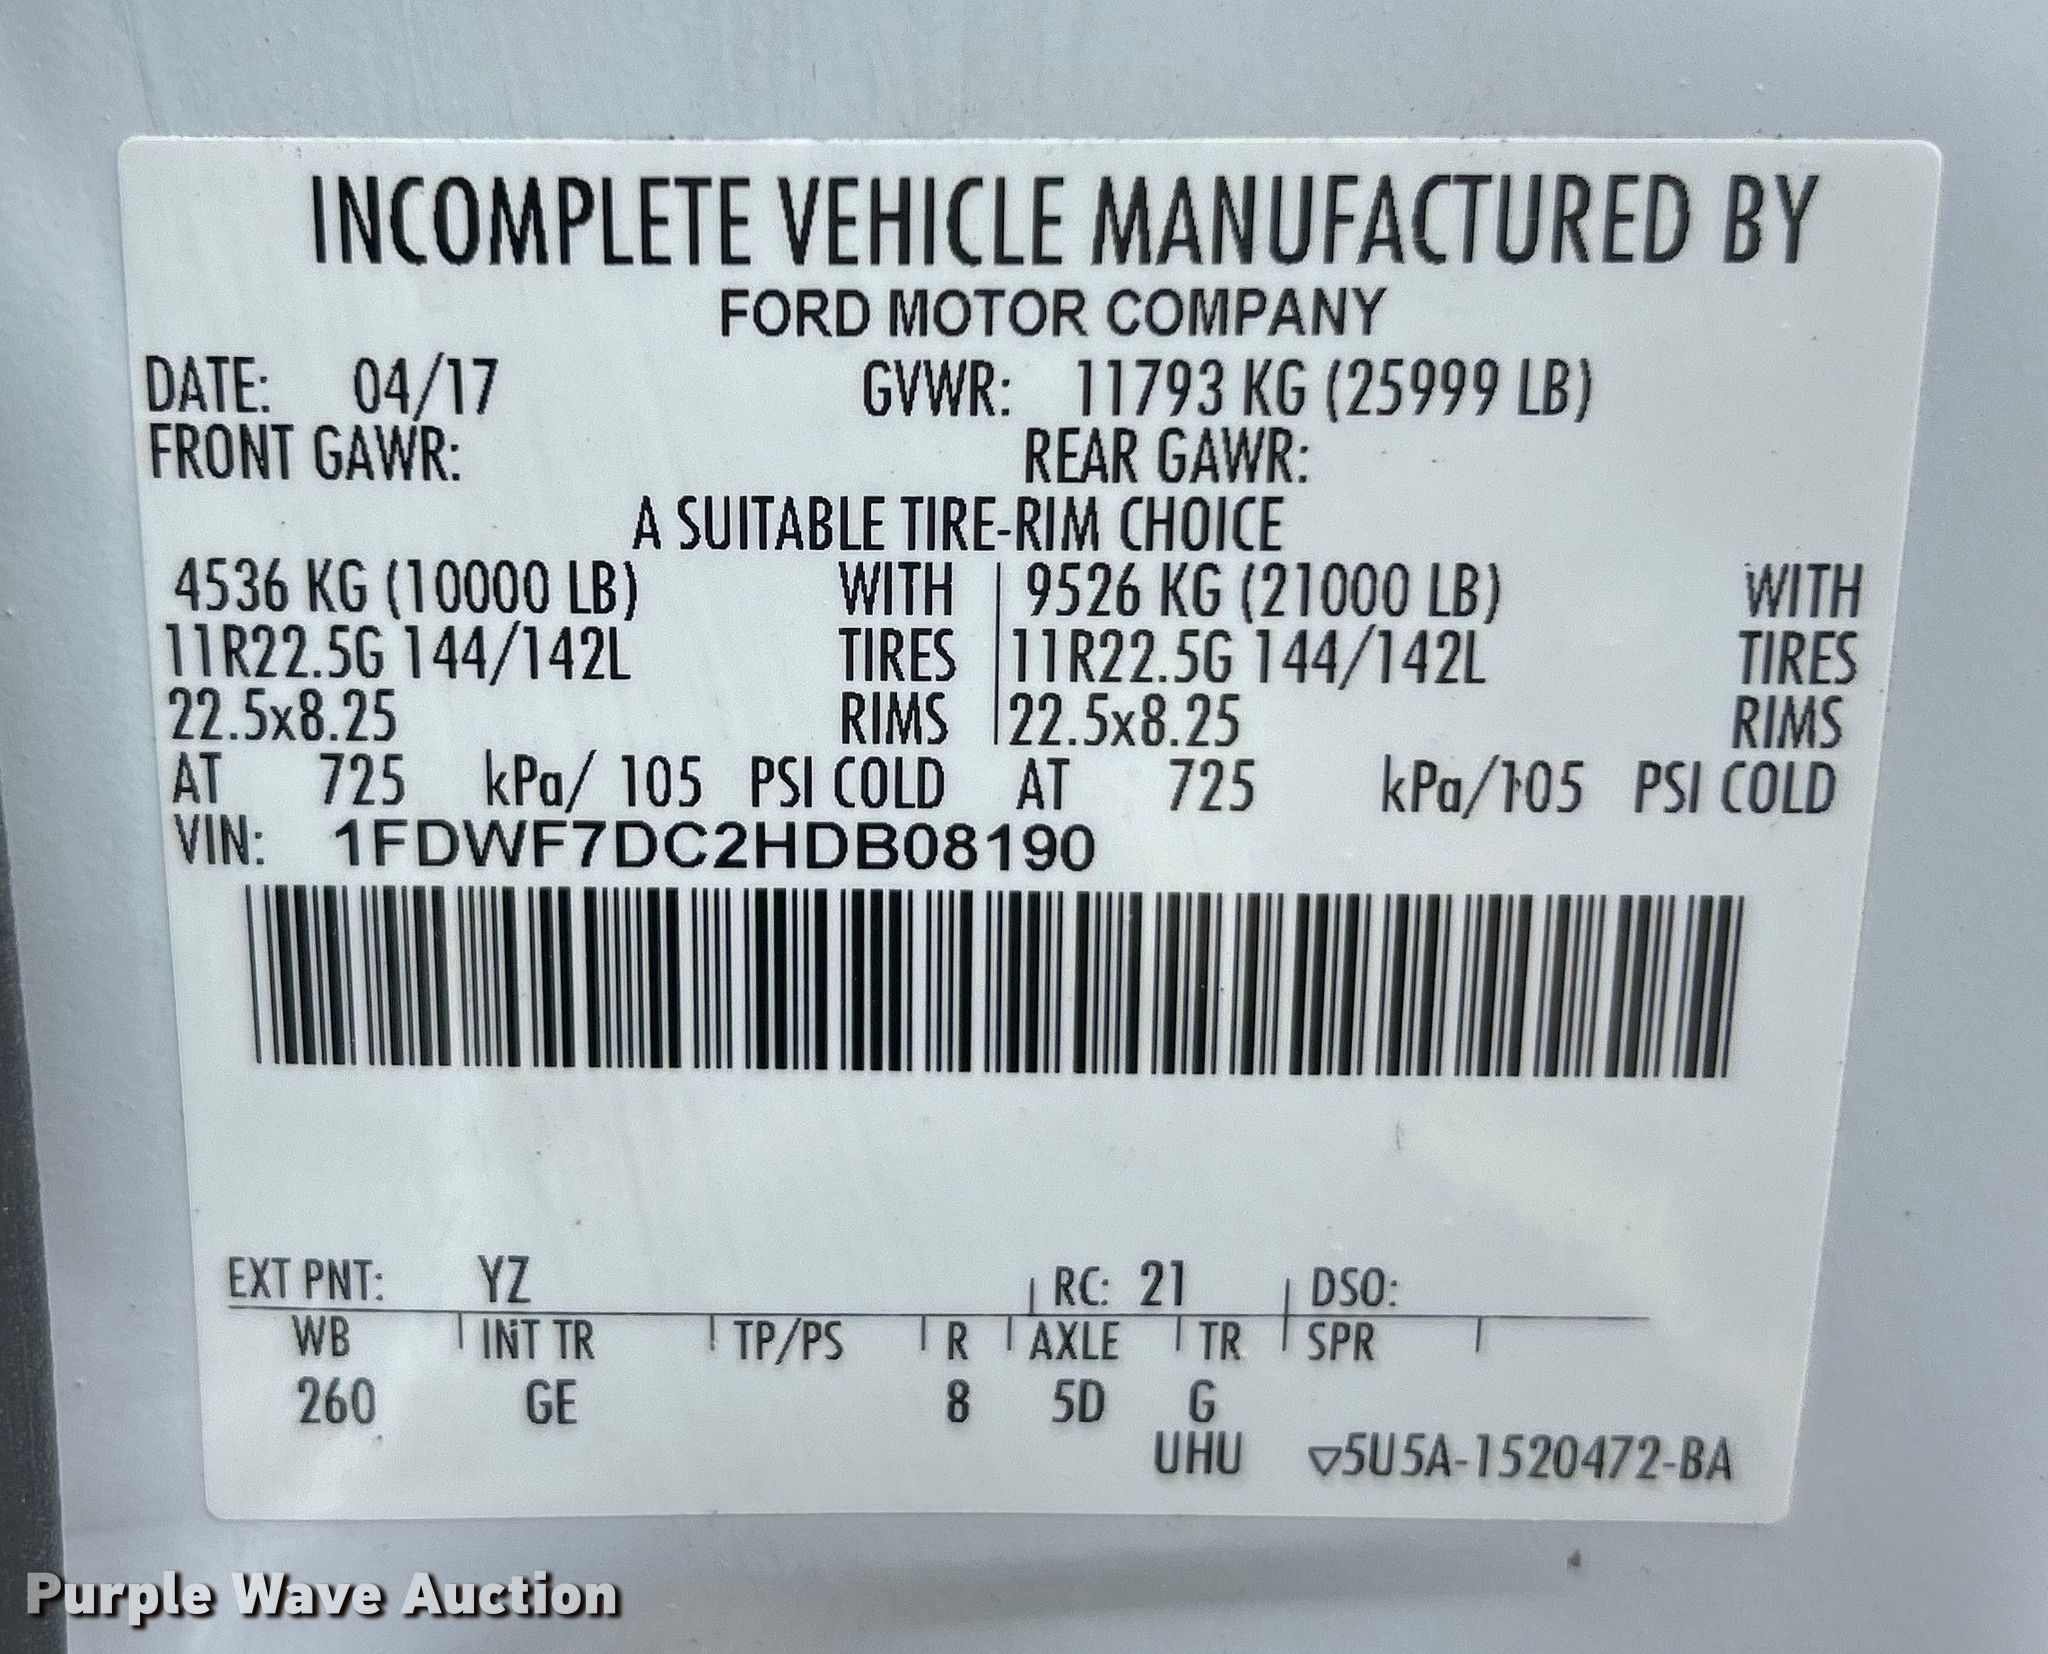 INCOMPLETE VEHICLE MANUFACTURED BY
FORD MOTOR COMPANY
DATE: 04/17 GVWR: 11793 KG (25999 LB)
FRONT GAWR: REAR GAWR:
A SUITABLE TIRE-RIM CHOICE
4536 KG (10000 LB) WITH 9526 KG (21000 LB) WITH
11R22.5G 144/142L TIRES 11R22.5G 144/142L TIRES
22.5x8.25 RIMS 22.5x8.25 RIMS
AT 725 kPa/ 105 PSI COLD AT 725 kPa/105 PSI COLD
VIN: 1FDWF7DC2HDB08190
EXT PNT: YZ RC: 21 DSO:
WB INT TR TP/PS R AXLE TR SPR
260 GE 8 5D G
UHU ▽5U5A-1520472-BA
Purple Wave Auction